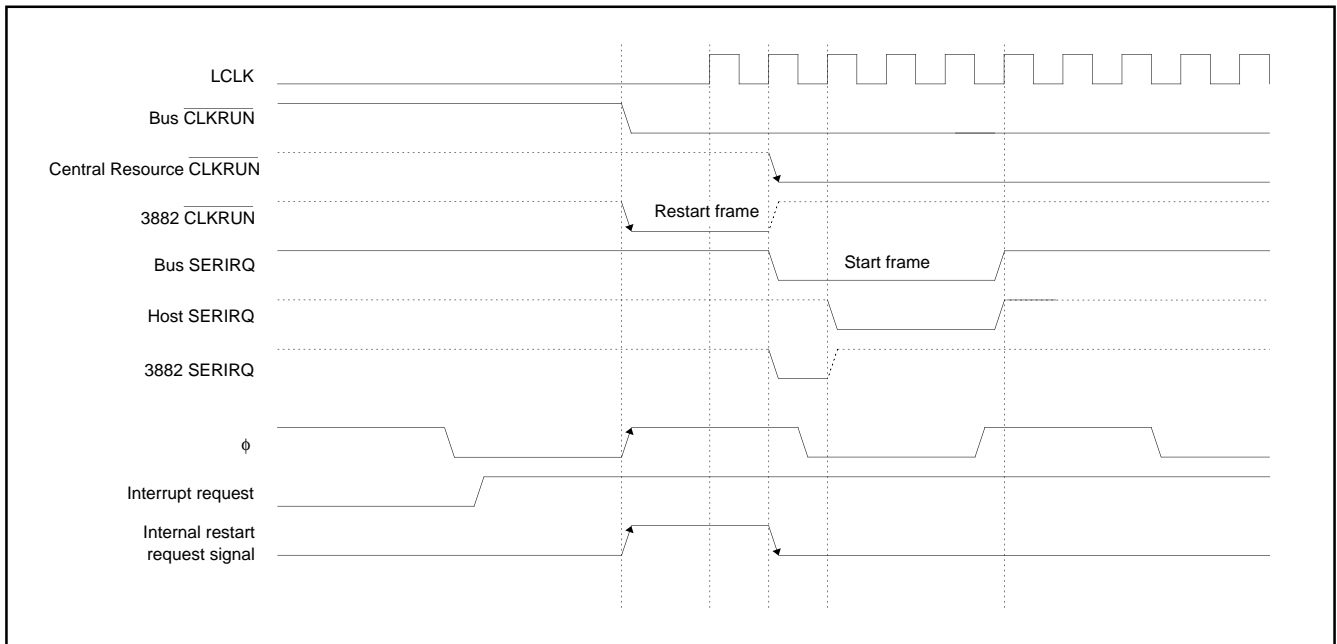 LCLK
Bus CLKRUN
Central Resource CLKRUN
3882 CLKRUN
Restart frame
Bus SERIRQ
Start frame
Host SERIRQ
3882 SERIRQ
ϕ
Interrupt request
Internal restart
request signal